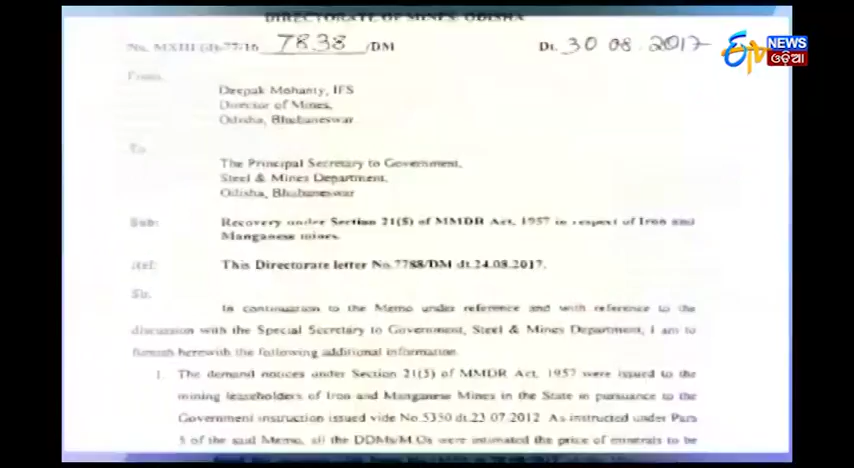 DIRECTORATE OF MINES ODISHA
No. MXIII (d)-77/16 7838 /DM Dt. 30 08.2017
ETV NEWS
ଓଡ଼ିଆ
From
Deepak Mohanty, IFS
Director of Mines,
Odisha, Bhubaneswar
To
The Principal Secretary to Government,
Steel & Mines Department,
Odisha, Bhubaneswar
Sub: Recovery under Section 21(5) of MMDR Act, 1957 in respect of Iron and
Manganese mines.
Ref: This Directorate letter No.7788/DM dt.24.08.2017.
Sir,
In continuation to the Memo under reference and with reference to the
discussion with the Special Secretary to Government, Steel & Mines Department, I am to
furnish herewith the following additional information.
1. The demand notices under Section 21(5) of MMDR Act, 1957 were issued to the
mining leaseholders of Iron and Manganese Mines in the State in pursuance to the
Government instruction issued vide No.5350 dt.23.07.2012 As instructed under Para
5 of the said Memo, all the DDMs/M.Os were intimated the price of minerals to be